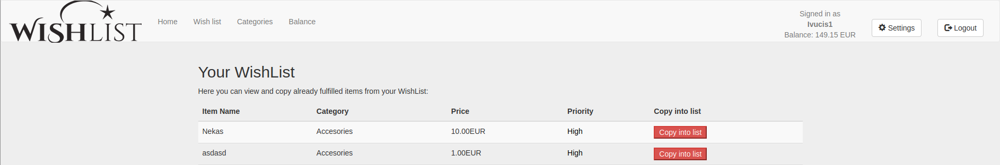 WISHLIST
Home Wish list Categories Balance
Signed in as
Ivucis1
Balance: 149.15 EUR
Settings Logout
Your WishList
Here you can view and copy already fulfilled items from your WishList:
Item Name Category Price Priority Copy into list
Nekas Accesories 10.00EUR High Copy into list
asdasd Accesories 1.00EUR High Copy into list